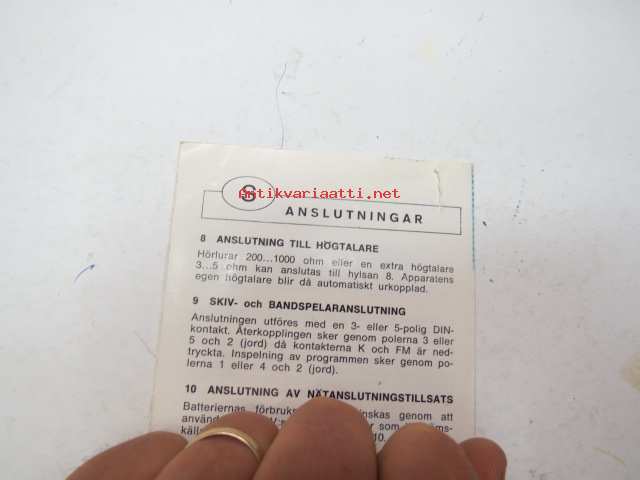 S
antikvariaatti.net
ANSLUTNINGAR
8 ANSLUTNING TILL HÖGTALARE
Hörlurar 200...1000 ohm eller en extra högtalare
3...5 ohm kan anslutas till hylsan 8. Apparatens
egen högtalare blir då automatiskt urkopplad.
9 SKIV- och BANDSPELARANSLUTNING
Anslutningen utföres med en 3- eller 5-polig DIN-
kontakt. Återkopplingen sker genom polerna 3 eller
5 och 2 (jord) då kontakterna K och FM är ned-
tryckta. Inspelning av programmen sker genom po-
lerna 1 eller 4 och 2 (jord).
10 ANSLUTNING AV NÄTANSLUTNINGSTILLSATS
Batteriernas genom att
10.